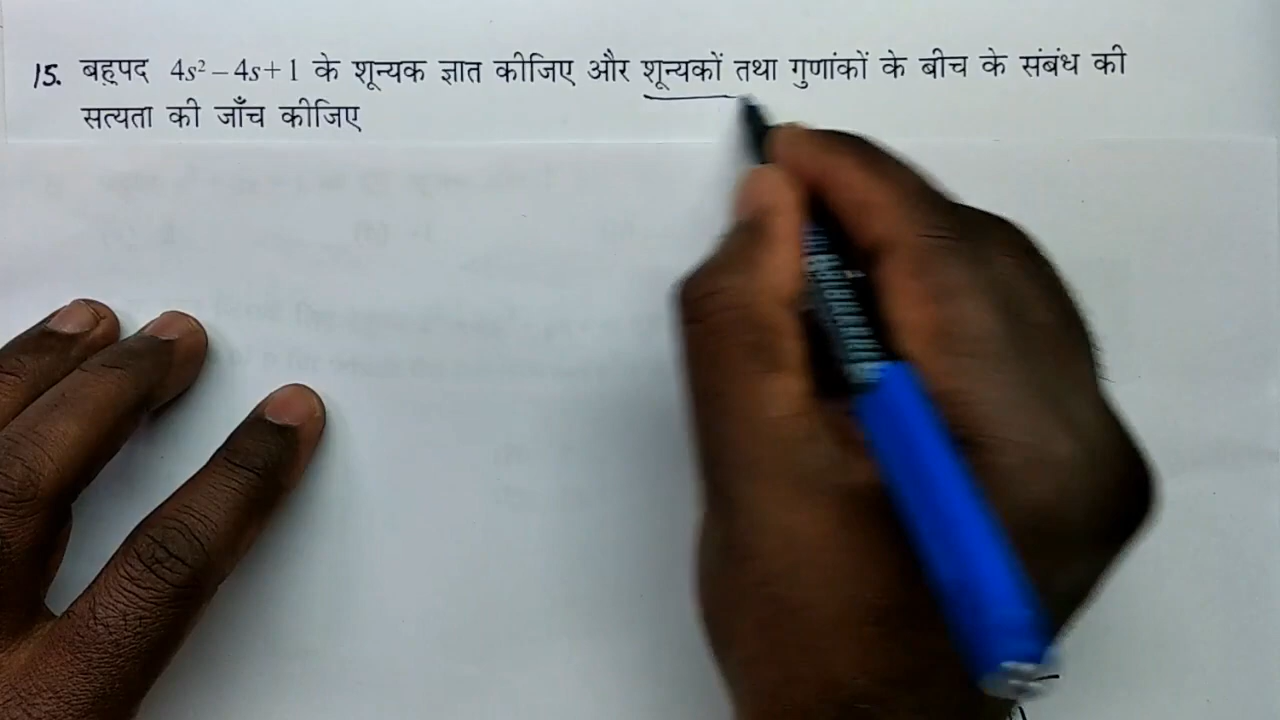 15. बहुपद 4s² – 4s + 1 के शून्यक ज्ञात कीजिए और शून्यकों तथा गुणांकों के बीच के संबंध की
सत्यता की जाँच कीजिए